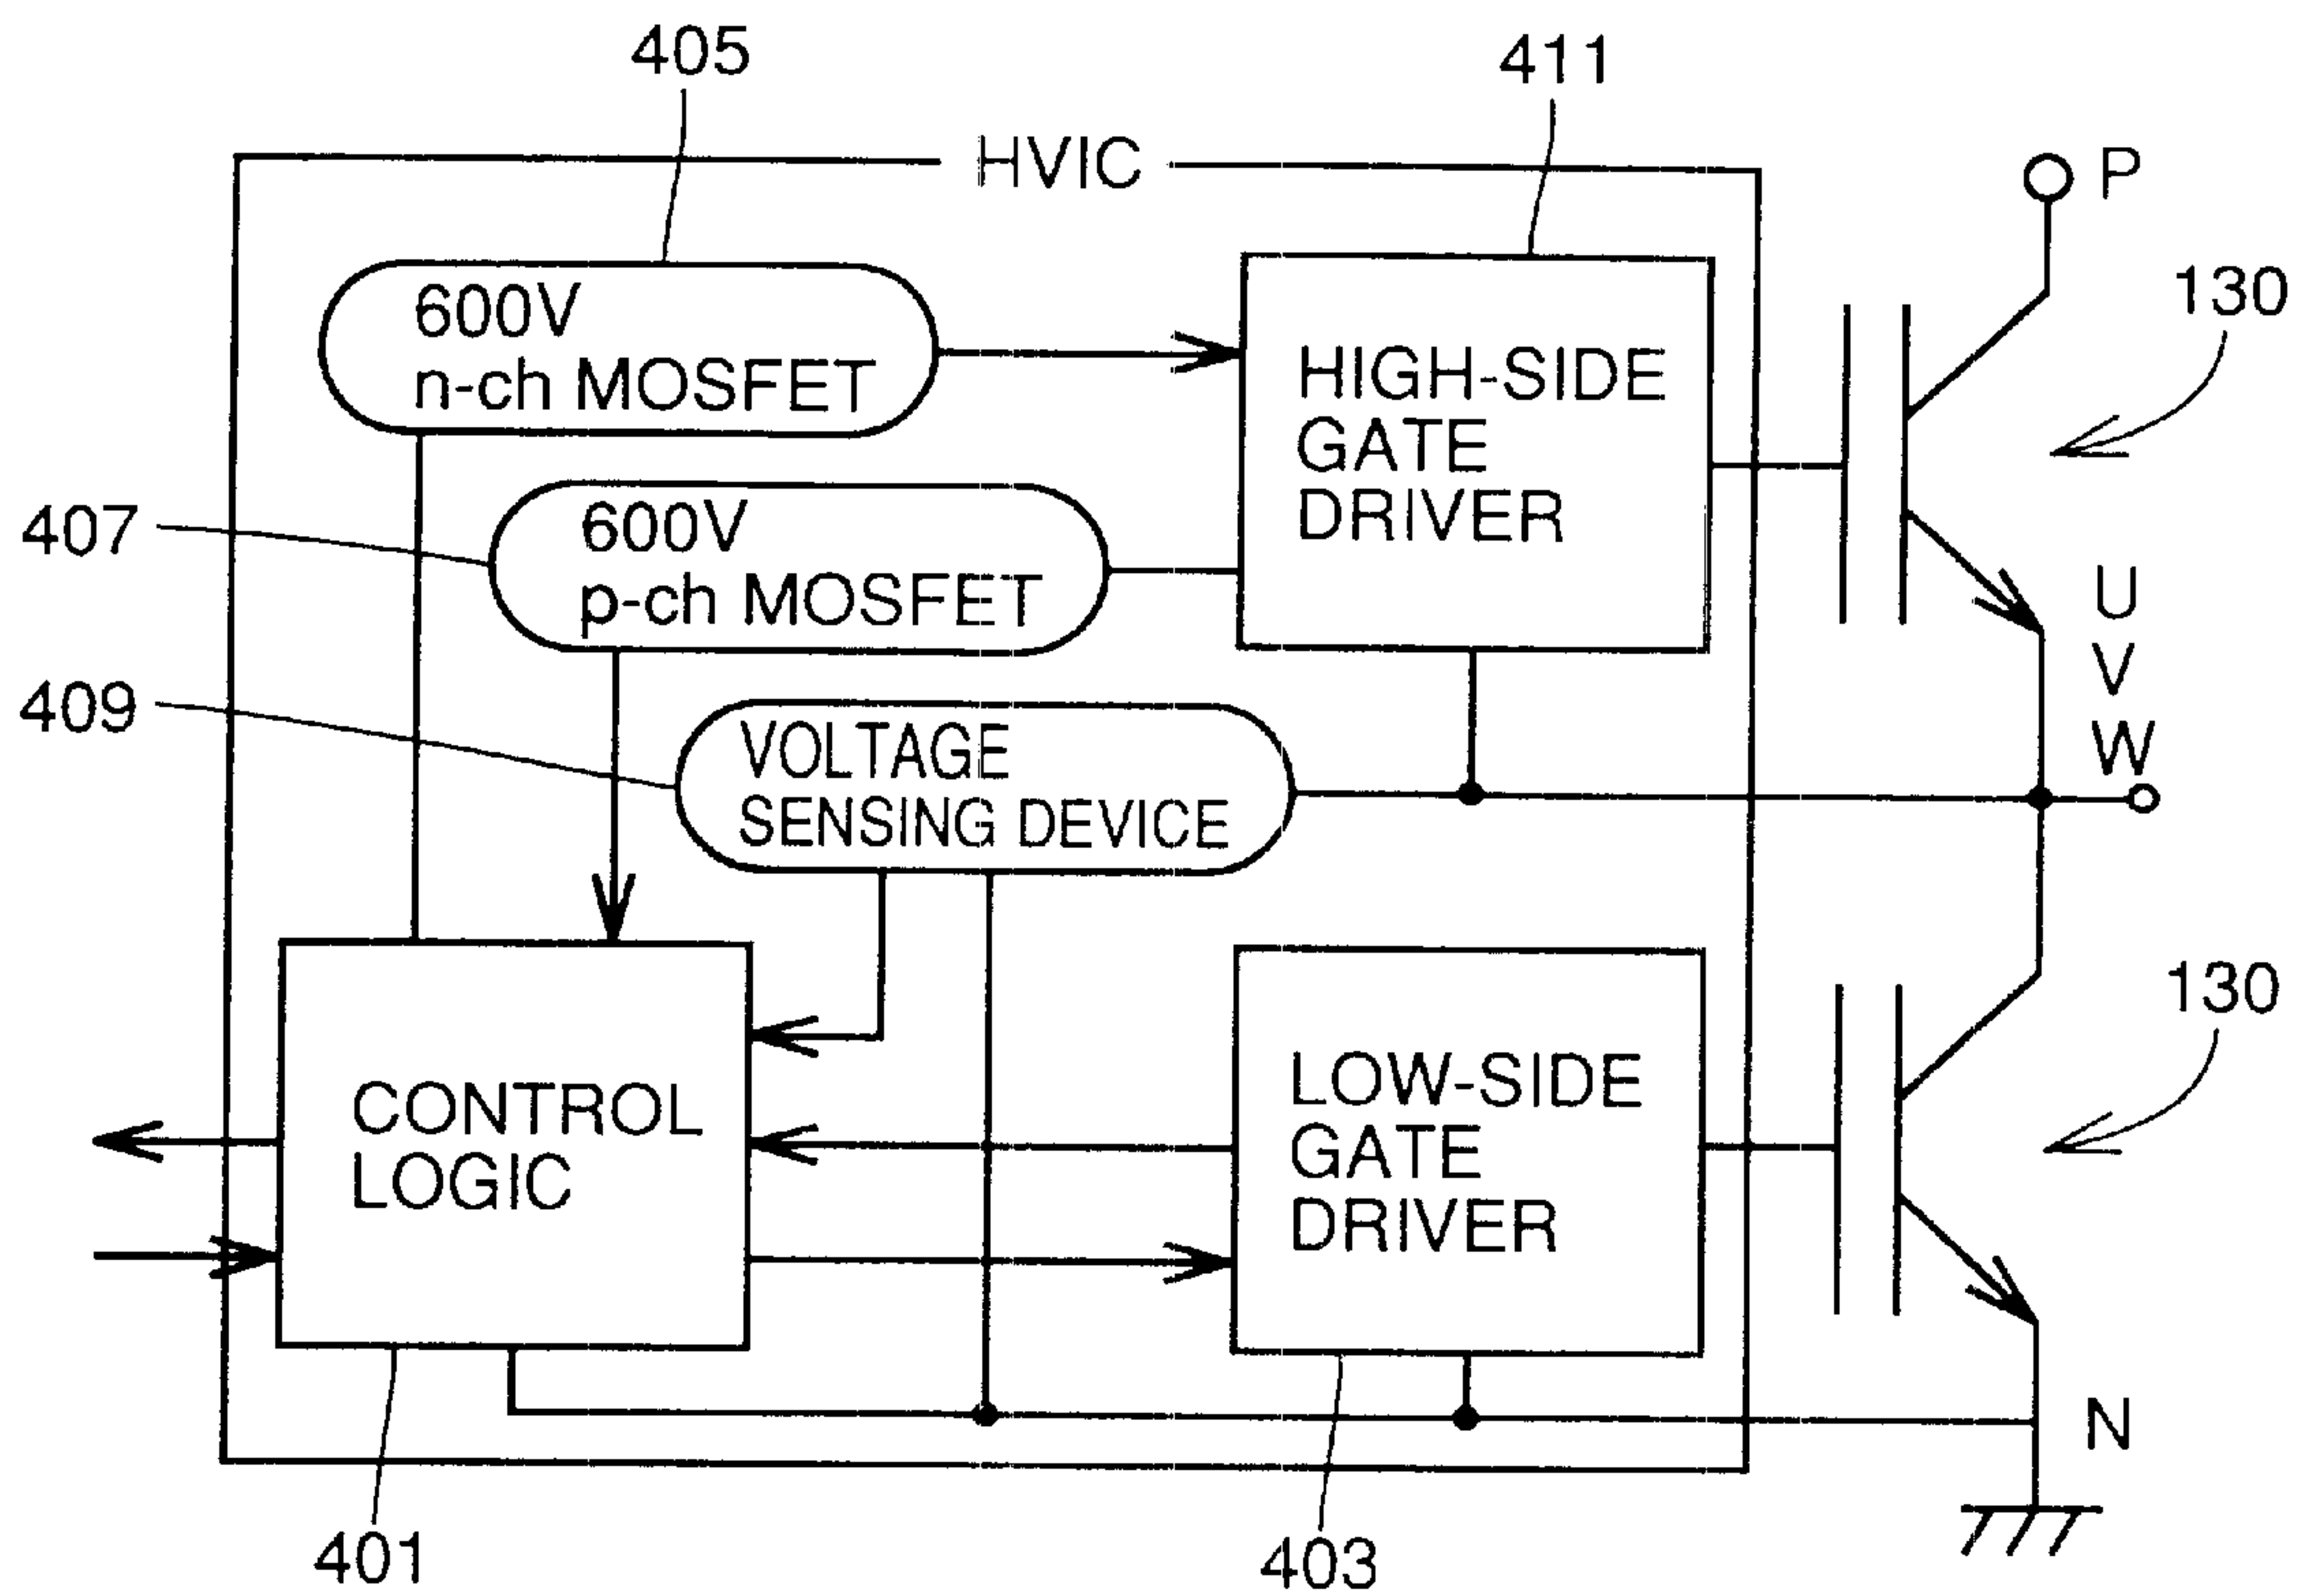 405
411
HVIC
P
600V
n-ch MOSFET
130
HIGH-SIDE
GATE
DRIVER
407
600V
p-ch MOSFET
U
V
W
409
VOLTAGE
SENSING DEVICE
130
CONTROL
LOGIC
LOW-SIDE
GATE
DRIVER
N
401
403